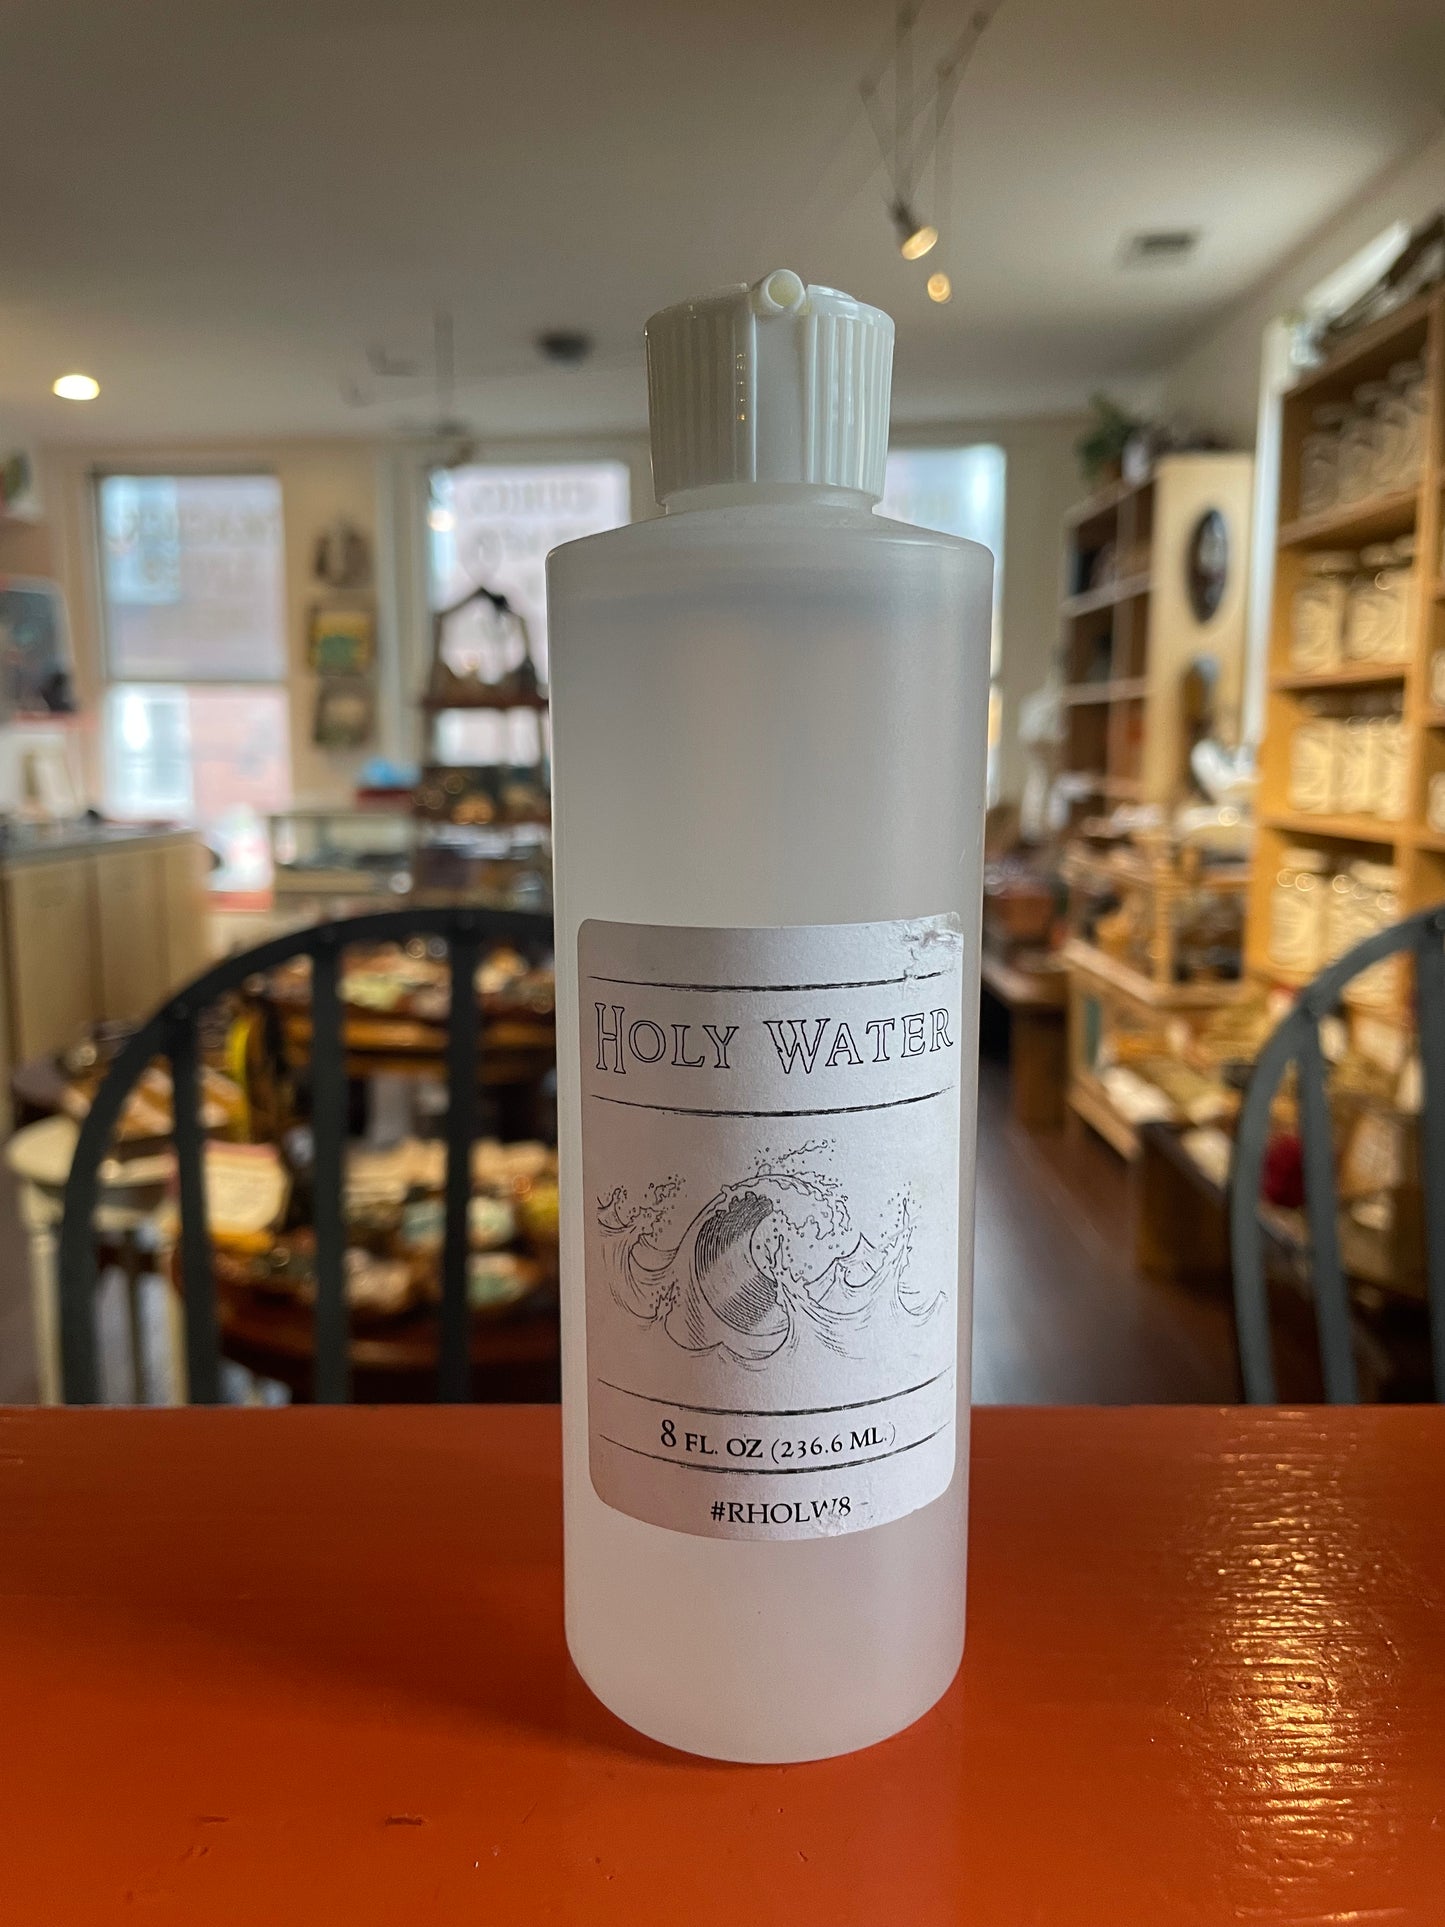 Holy Water
8 FL. OZ (236.6 ML.)
#RHOLW8